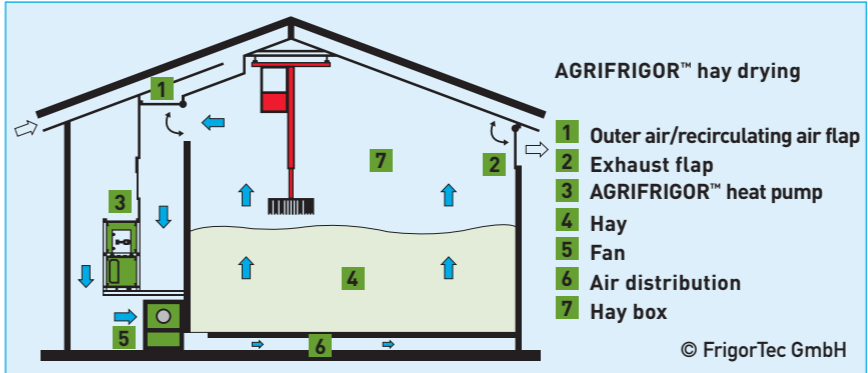 AGRIFRIGOR™ hay drying
1 Outer air/recirculating air flap
2 Exhaust flap
3 AGRIFRIGOR™ heat pump
4 Hay
5 Fan
6 Air distribution
7 Hay box
© FrigorTec GmbH
1
7
2
3
4
5
6